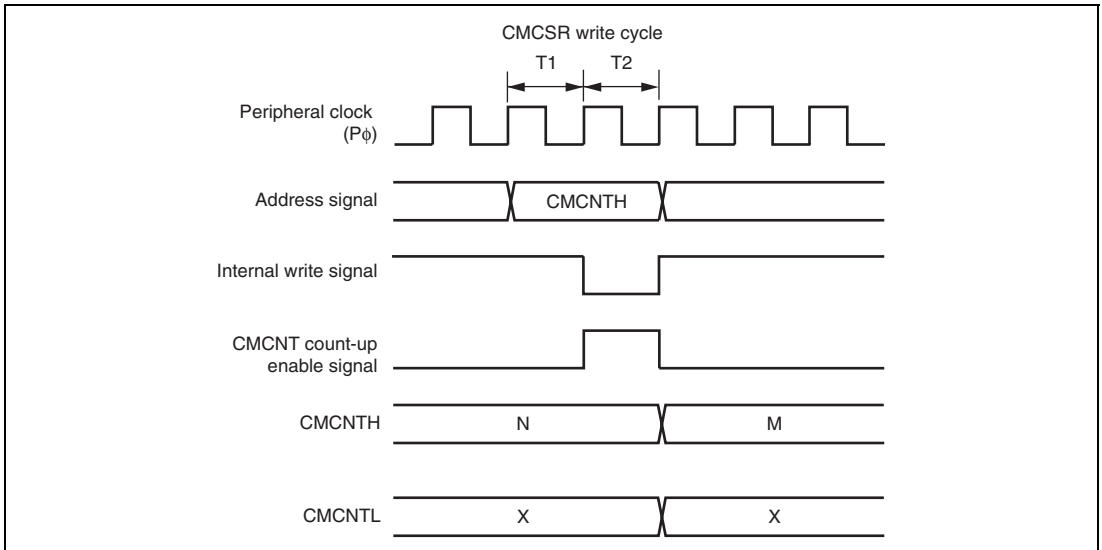 CMCSR write cycle
T1 T2
Peripheral clock
(Pϕ)
Address signal CMCNTH
Internal write signal
CMCNT count-up
enable signal
CMCNTH N M
CMCNTL X X